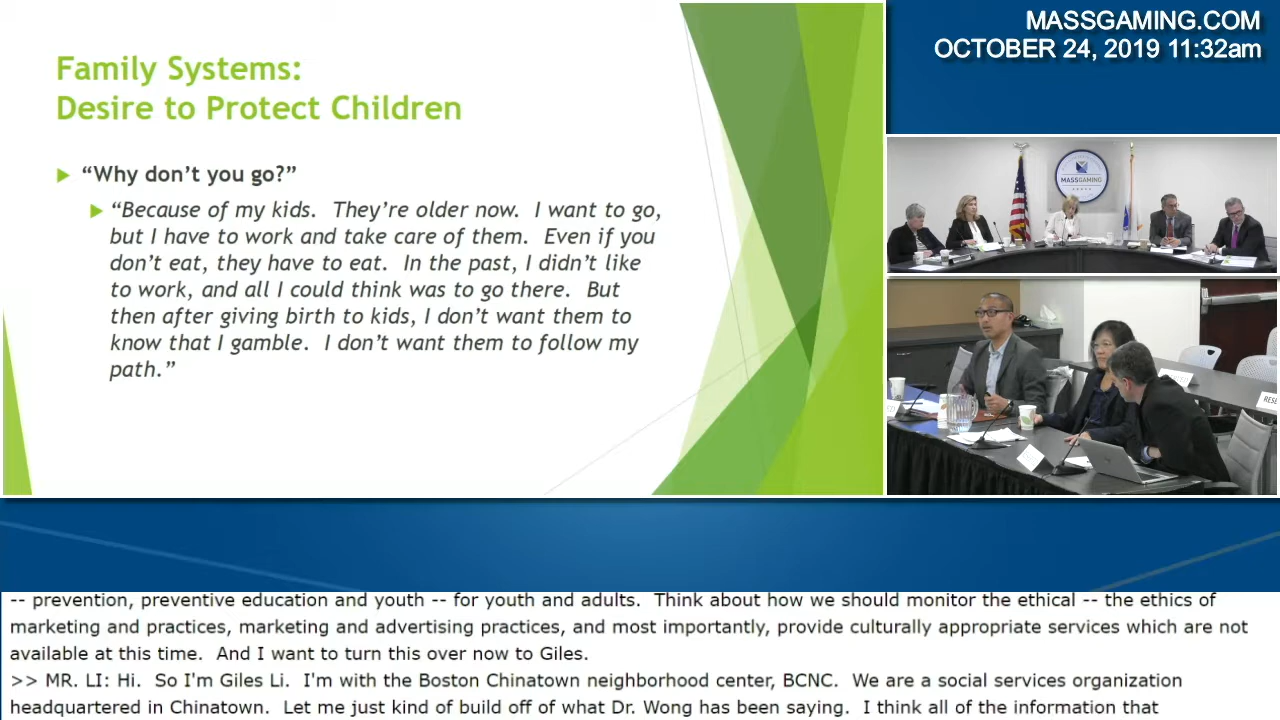 MASSGAMING.COM
OCTOBER 24, 2019 11:32am
Family Systems:
Desire to Protect Children
“Why don’t you go?”
“Because of my kids. They’re older now. I want to go,
but I have to work and take care of them. Even if you
don’t eat, they have to eat. In the past, I didn’t like
to work, and all I could think was to go there. But
then after giving birth to kids, I don’t want them to
know that I gamble. I don’t want them to follow my
path.”
MASSGAMING
RESE
-- prevention, preventive education and youth -- for youth and adults. Think about how we should monitor the ethical -- the ethics of
marketing and practices, marketing and advertising practices, and most importantly, provide culturally appropriate services which are not
available at this time. And I want to turn this over now to Giles.
>> MR. LI: Hi. So I'm Giles Li. I'm with the Boston Chinatown neighborhood center, BCNC. We are a social services organization
headquartered in Chinatown. Let me just kind of build off of what Dr. Wong has been saying. I think all of the information that